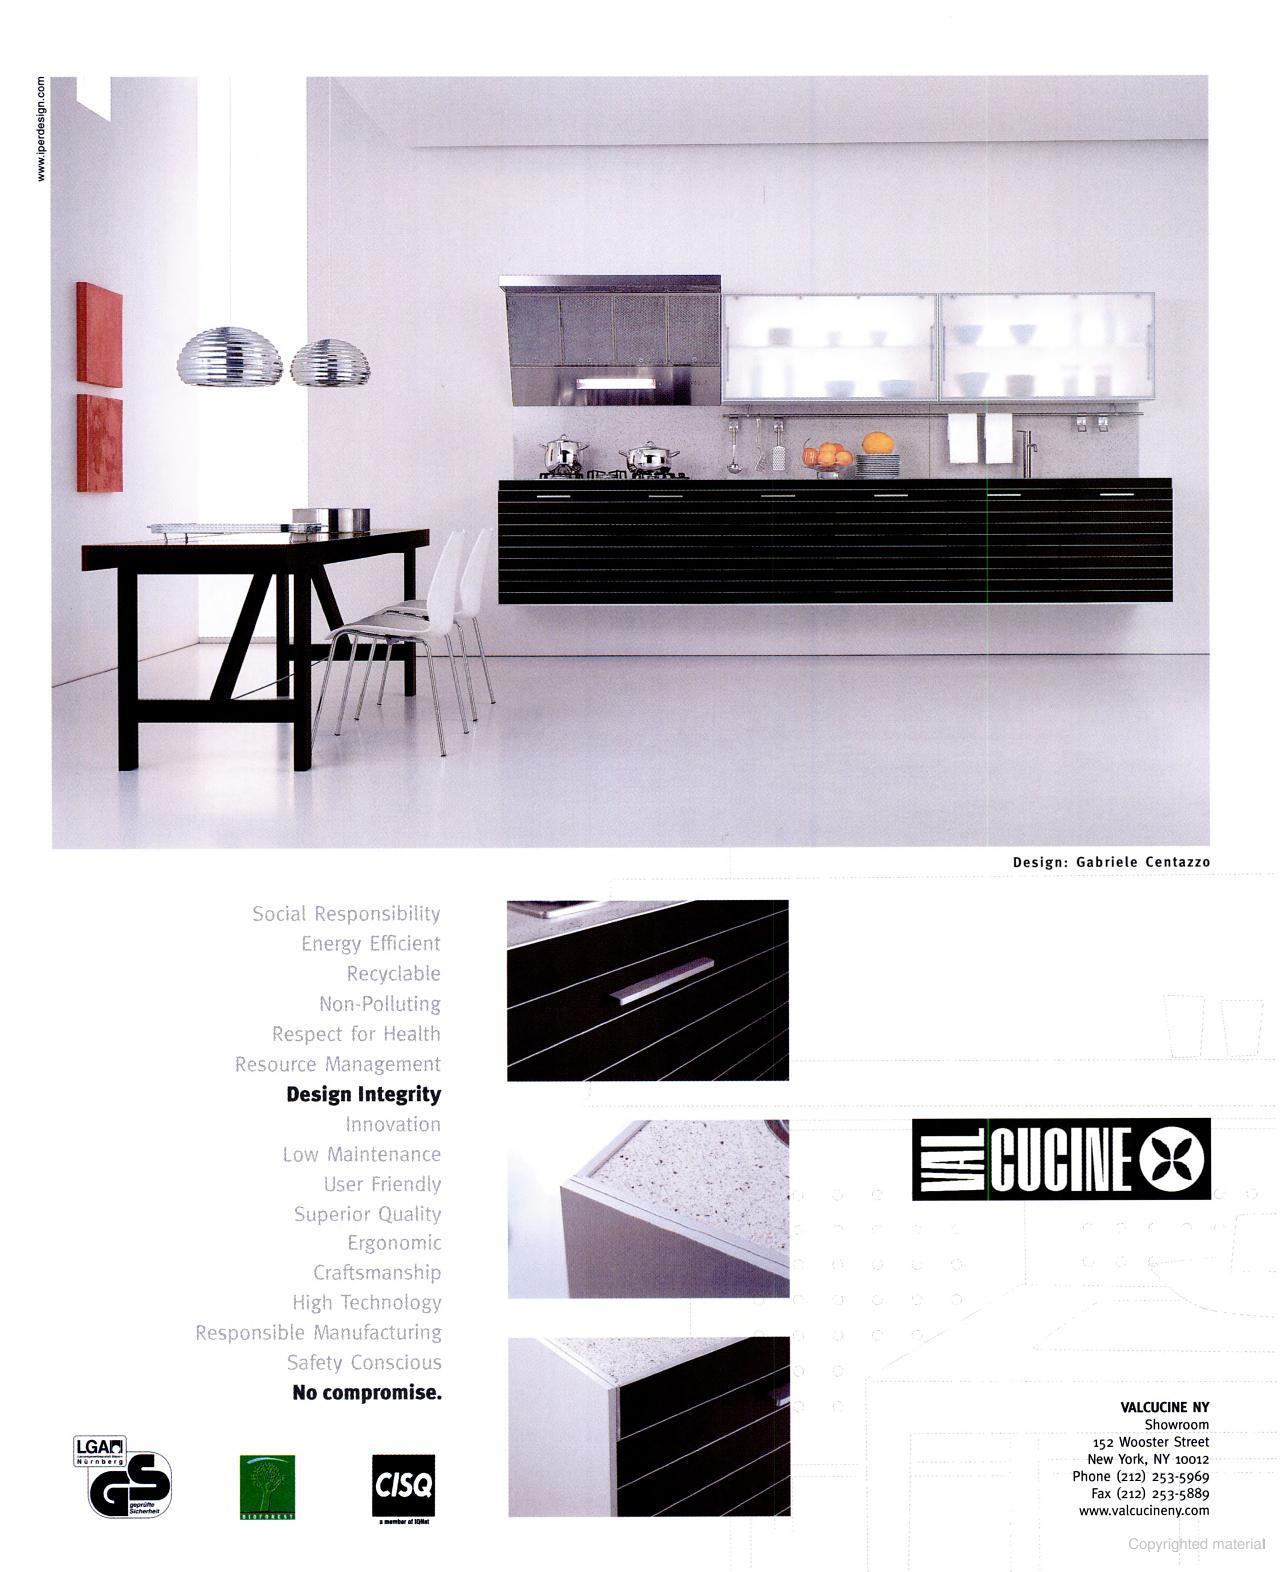 www.iperdesign.com
Design: Gabriele Centazzo
Social Responsibility
Energy Efficient
Recyclable
Non-Polluting
Respect for Health
Resource Management
Design Integrity
Innovation
Low Maintenance
User Friendly
Superior Quality
Ergonomic
Craftsmanship
High Technology
Responsible Manufacturing
Safety Conscious
No compromise.
VAL CUCINE
LGA
Nürnberg
GS
geprüfte
Sicherheit
BIOFOREST
CISQ
a member of IQNet
VALCUCINE NY
Showroom
152 Wooster Street
New York, NY 10012
Phone (212) 253-5969
Fax (212) 253-5889
www.valcucineny.com
Copyrighted material